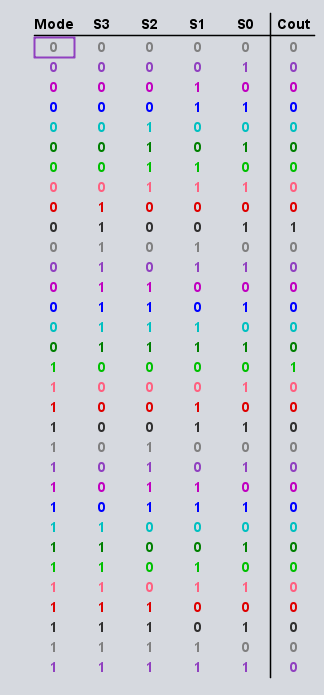 Mode S3 S2 S1 S0 Cout
0 0 0 0 0 0
0 0 0 0 1 0
0 0 0 1 0 0
0 0 0 1 1 0
0 0 1 0 0 0
0 0 1 0 1 0
0 0 1 1 0 0
0 0 1 1 1 0
0 1 0 0 0 0
0 1 0 0 1 1
0 1 0 1 0 0
0 1 0 1 1 0
0 1 1 0 0 0
0 1 1 0 1 0
0 1 1 1 0 0
0 1 1 1 1 0
1 0 0 0 0 1
1 0 0 0 1 0
1 0 0 1 0 0
1 0 0 1 1 0
1 0 1 0 0 0
1 0 1 0 1 0
1 0 1 1 0 0
1 0 1 1 1 0
1 1 0 0 0 0
1 1 0 0 1 0
1 1 0 1 0 0
1 1 0 1 1 0
1 1 1 0 0 0
1 1 1 0 1 0
1 1 1 1 0 0
1 1 1 1 1 0